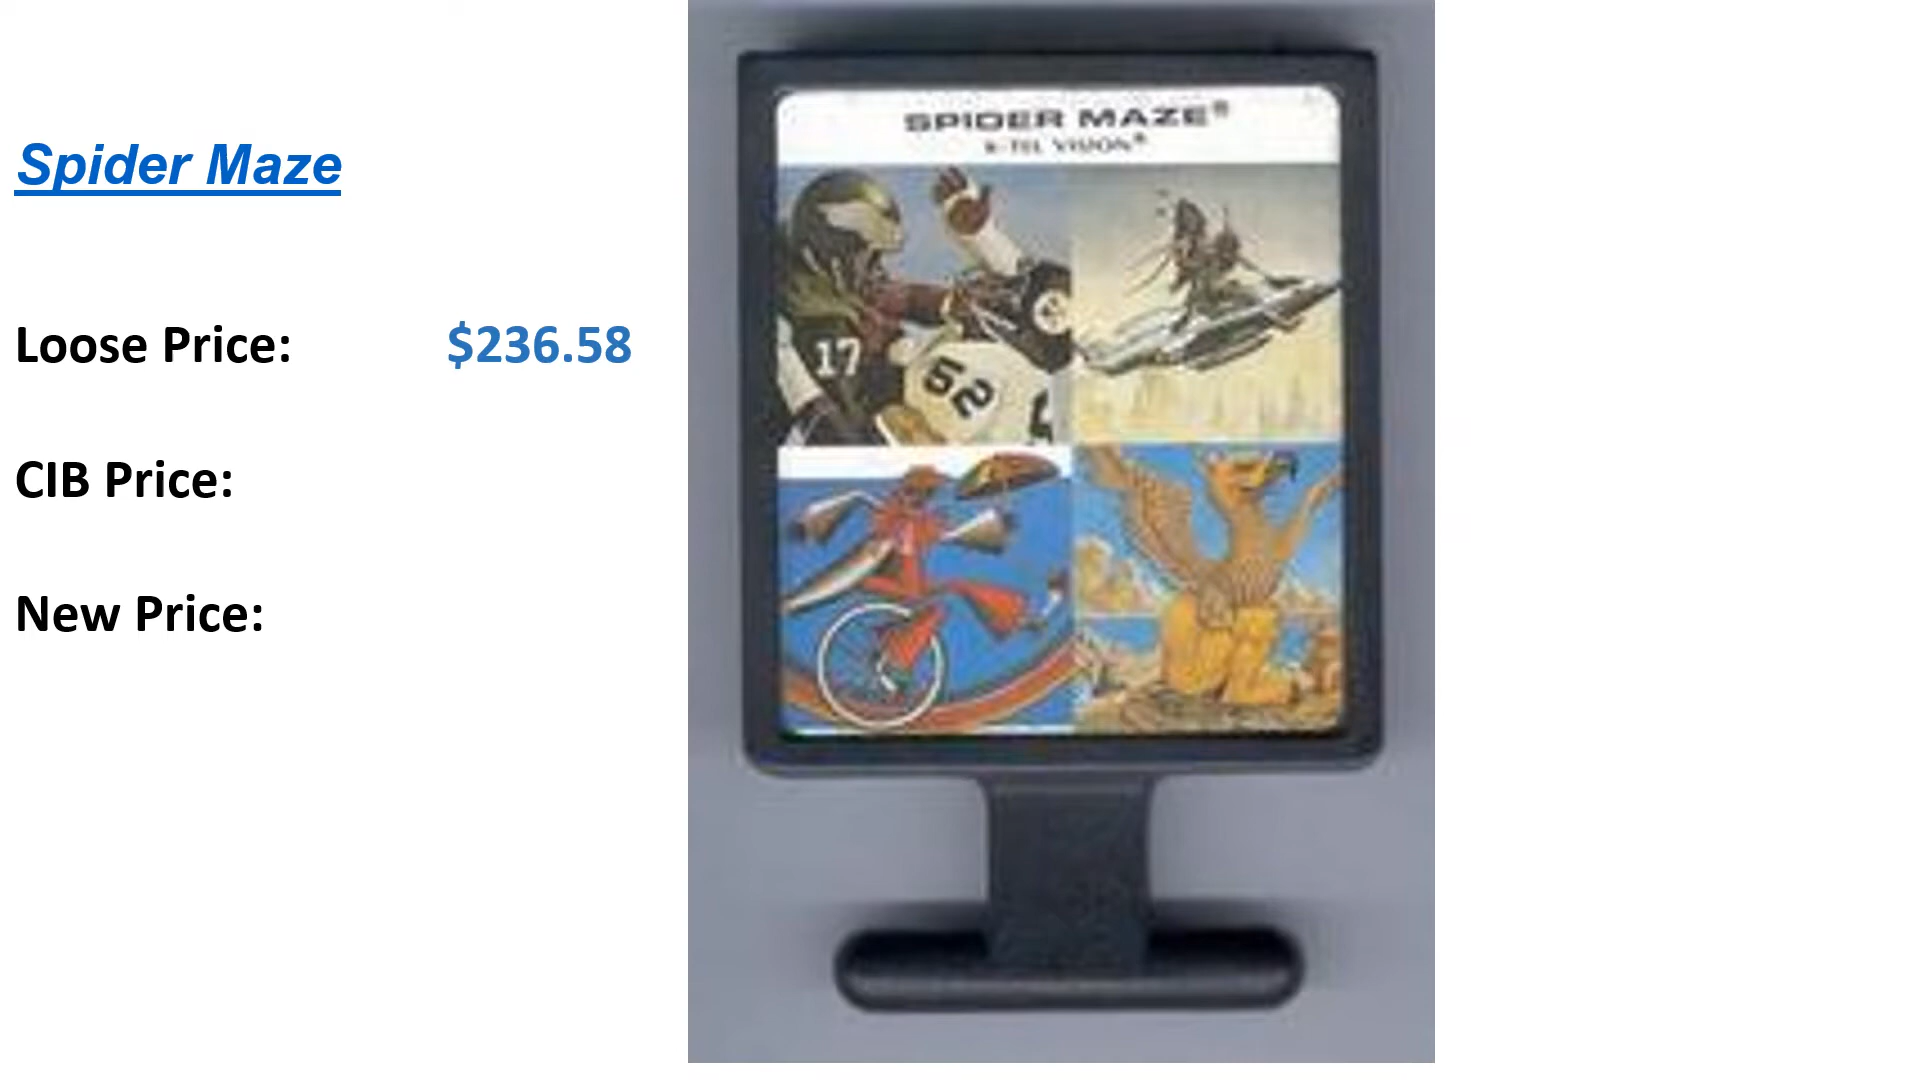 Spider Maze
Loose Price: $236.58
CIB Price:
New Price:
SPIDER MAZE®
K-TEL VISION®
17
52